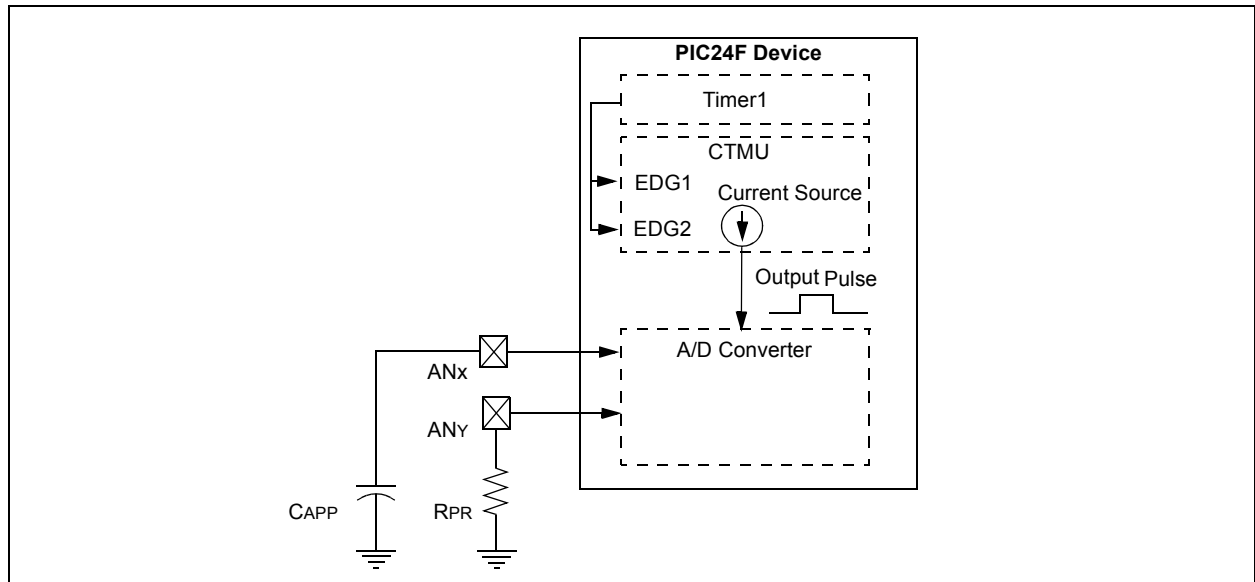 PIC24F Device
Timer1
CTMU
EDG1
Current Source
EDG2
Output Pulse
A/D Converter
ANx
ANY
CAPP
RPR